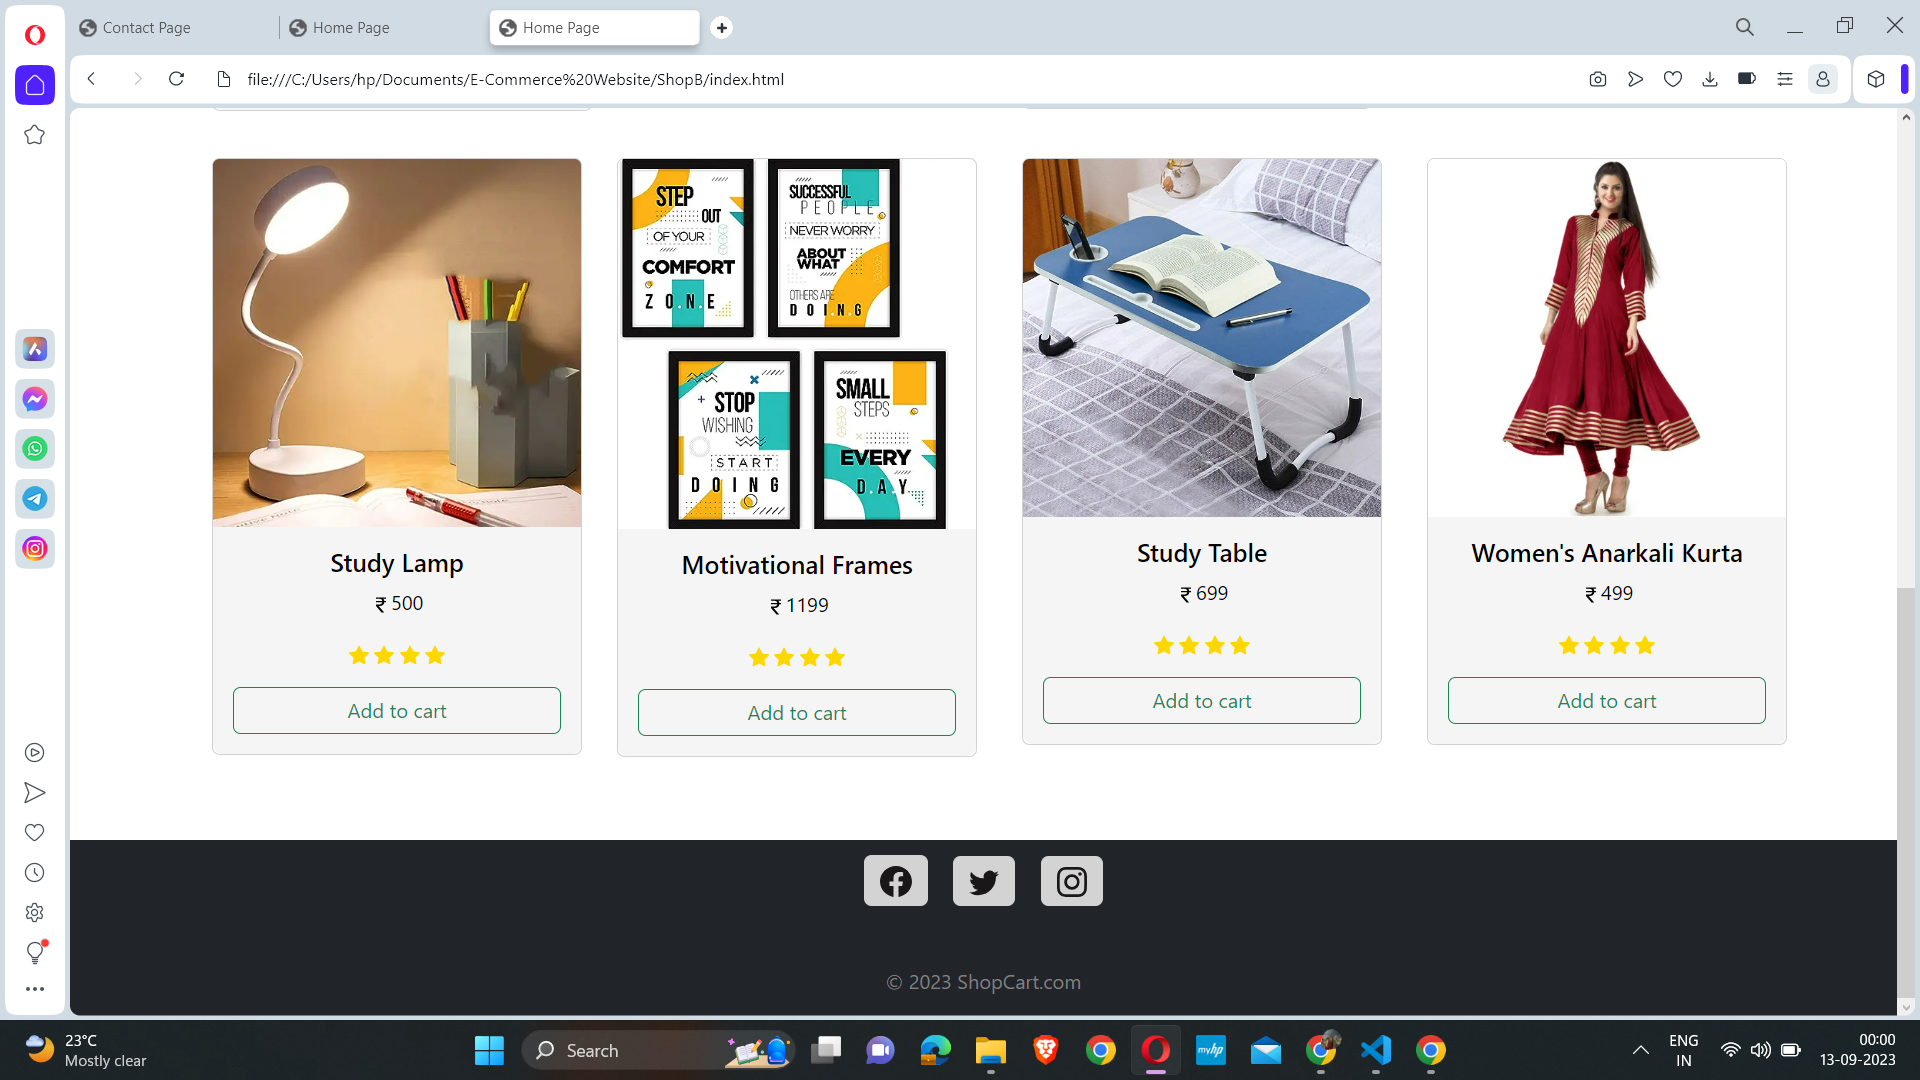 Contact Page
Home Page
Home Page
file:///C:/Users/hp/Documents/E-Commerce%20Website/ShopB/index.html
STEP
OUT
OF YOUR
COMFORT
Z.O.N.E
SUCCESSFUL
PEOPLE
NEVER WORRY
ABOUT
WHAT
OTHERS ARE
D.O.I.N.G
STOP
WISHING
START
DOING
SMALL
STEPS
EVERY
D.A.Y.
Study Lamp
₹ 500
Add to cart
Motivational Frames
₹ 1199
Add to cart
Study Table
₹ 699
Add to cart
Women's Anarkali Kurta
₹ 499
Add to cart
© 2023 ShopCart.com
23°C
Mostly clear
Search
myhp
ENG
IN
00:00
13-09-2023